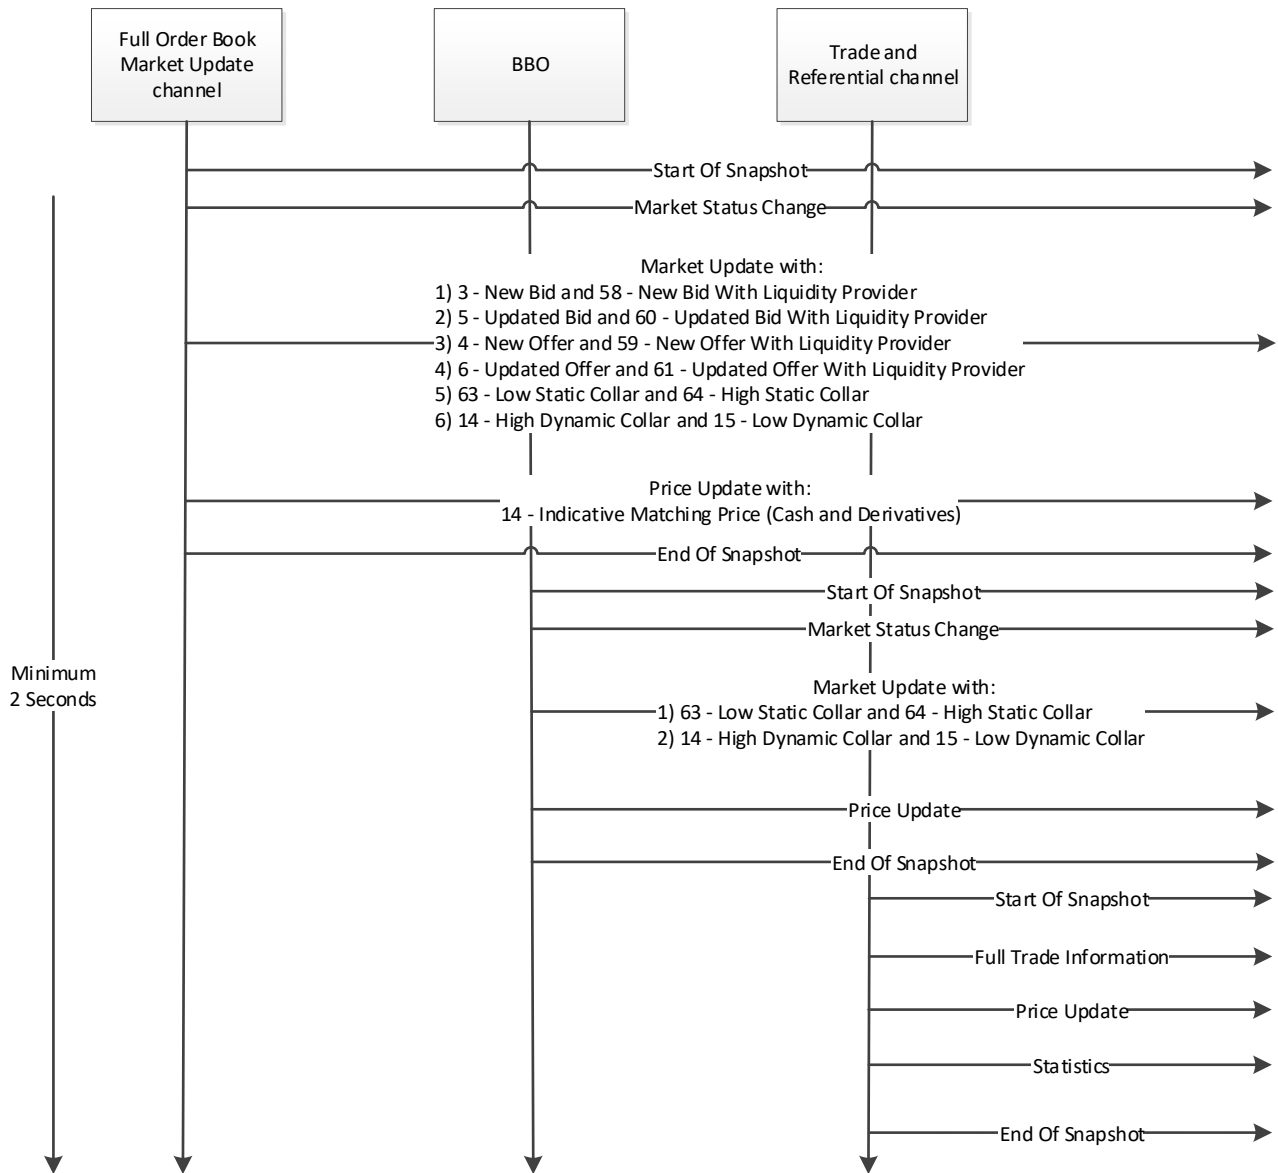 Full Order Book
Market Update
channel
BBO
Trade and
Referential channel
Start Of Snapshot
Market Status Change
Market Update with:
1) 3 - New Bid and 58 - New Bid With Liquidity Provider
2) 5 - Updated Bid and 60 - Updated Bid With Liquidity Provider
3) 4 - New Offer and 59 - New Offer With Liquidity Provider
4) 6 - Updated Offer and 61 - Updated Offer With Liquidity Provider
5) 63 - Low Static Collar and 64 - High Static Collar
6) 14 - High Dynamic Collar and 15 - Low Dynamic Collar
Price Update with:
14 - Indicative Matching Price (Cash and Derivatives)
End Of Snapshot
Start Of Snapshot
Market Status Change
Minimum
2 Seconds
Market Update with:
1) 63 - Low Static Collar and 64 - High Static Collar
2) 14 - High Dynamic Collar and 15 - Low Dynamic Collar
Price Update
End Of Snapshot
Start Of Snapshot
Full Trade Information
Price Update
Statistics
End Of Snapshot